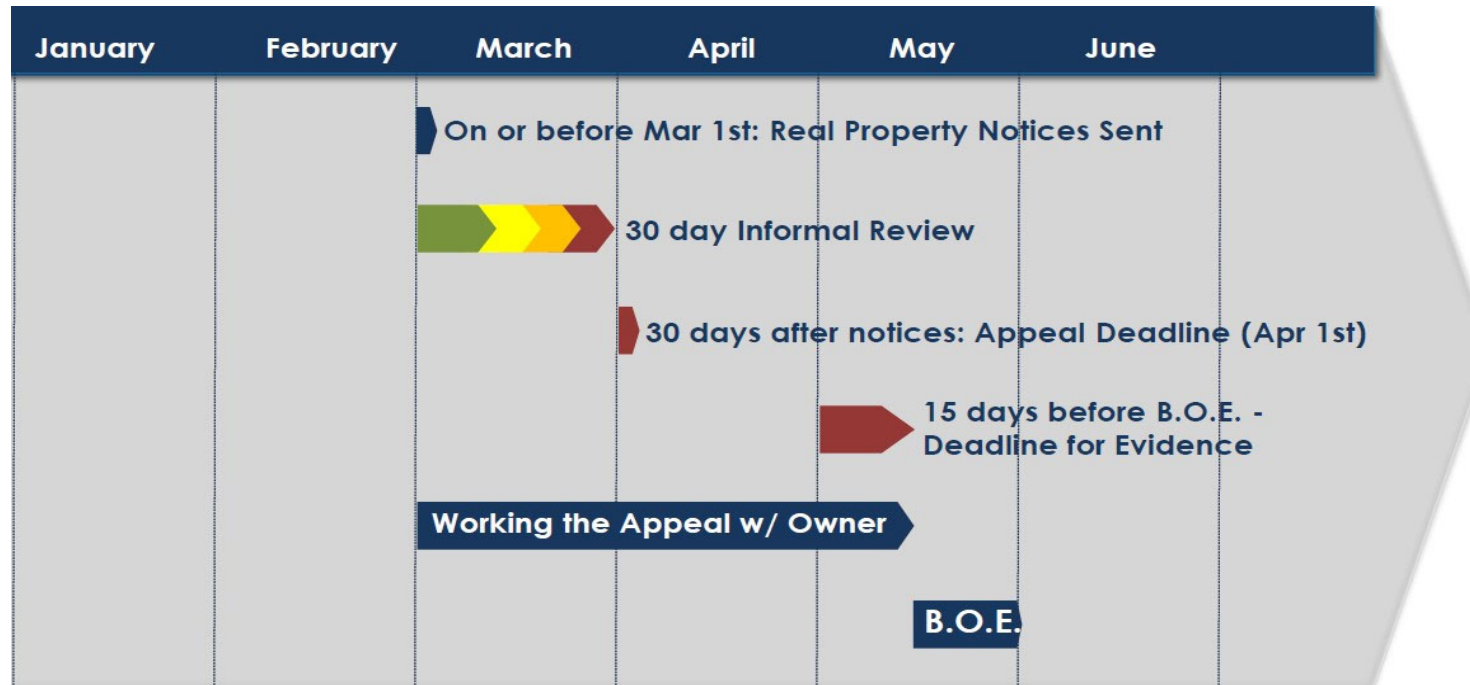 January February March April May June
On or before Mar 1st: Real Property Notices Sent
30 day Informal Review
30 days after notices: Appeal Deadline (Apr 1st)
15 days before B.O.E. -
Deadline for Evidence
Working the Appeal w/ Owner
B.O.E.